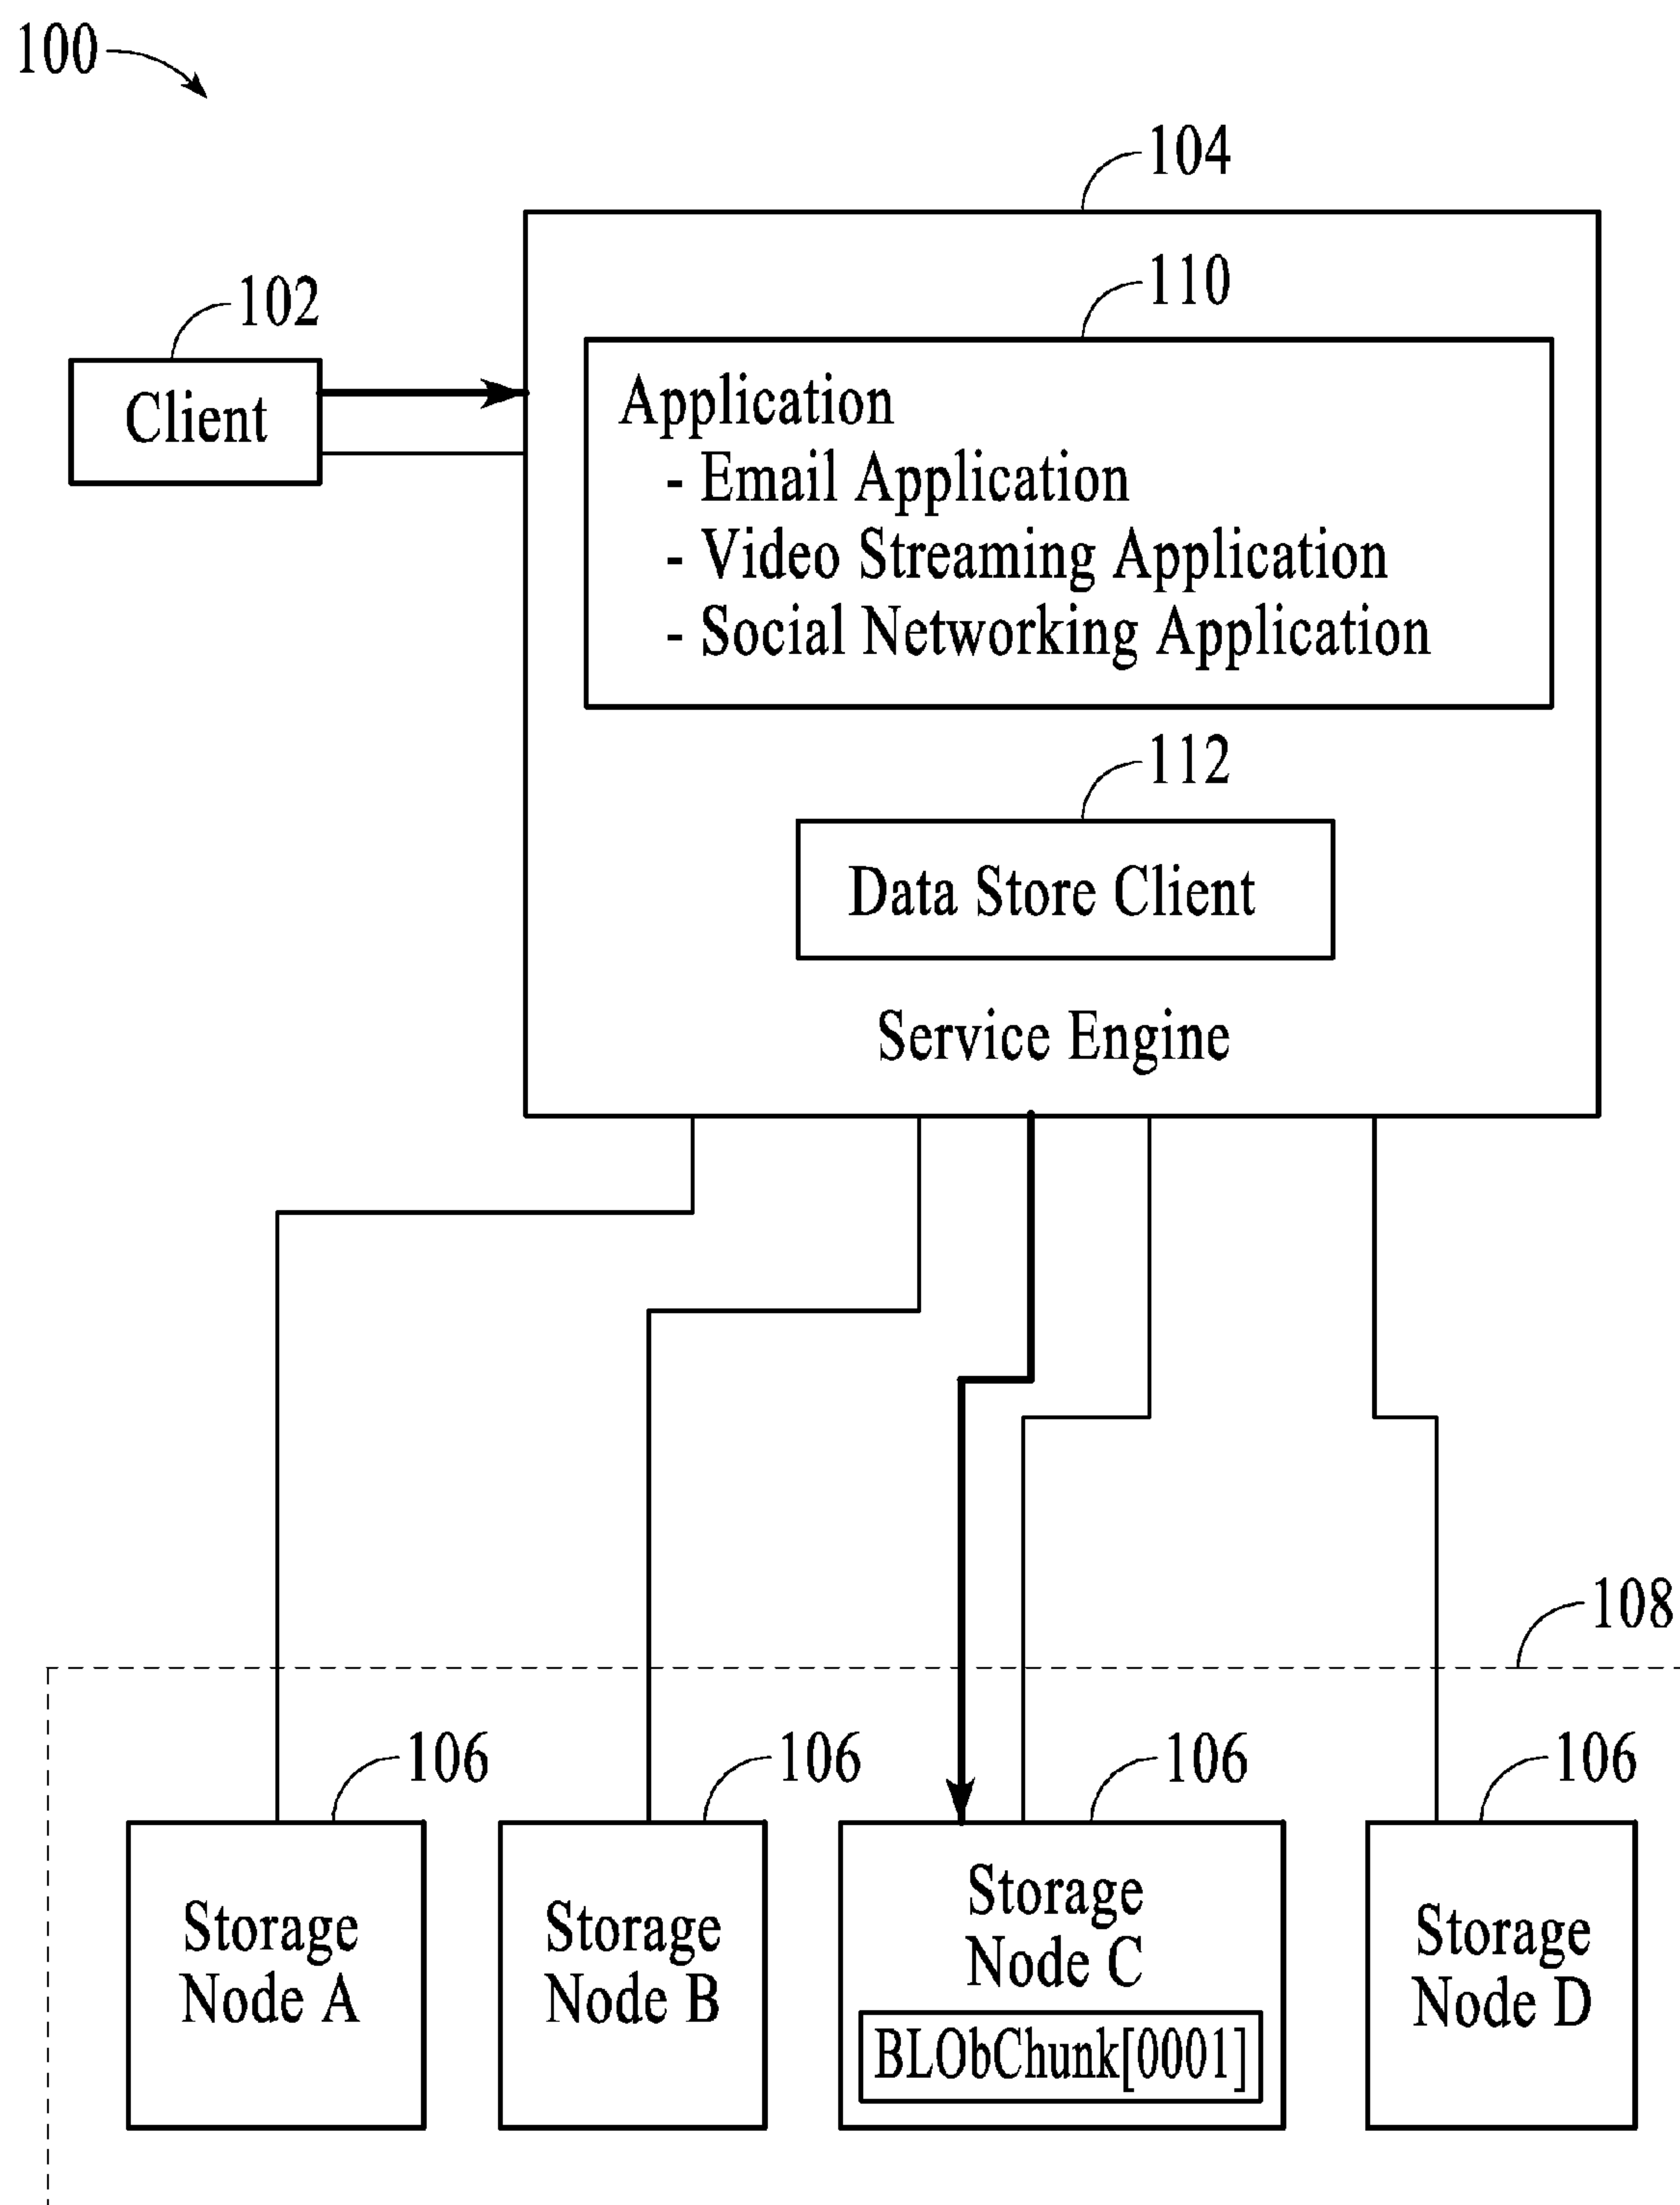 100
104
110
102
Client
Application
- Email Application
- Video Streaming Application
- Social Networking Application
112
Data Store Client
Service Engine
108
106
106
106
106
Storage
Node A
Storage
Node B
Storage
Node C
BLObChunk[0001]
Storage
Node D